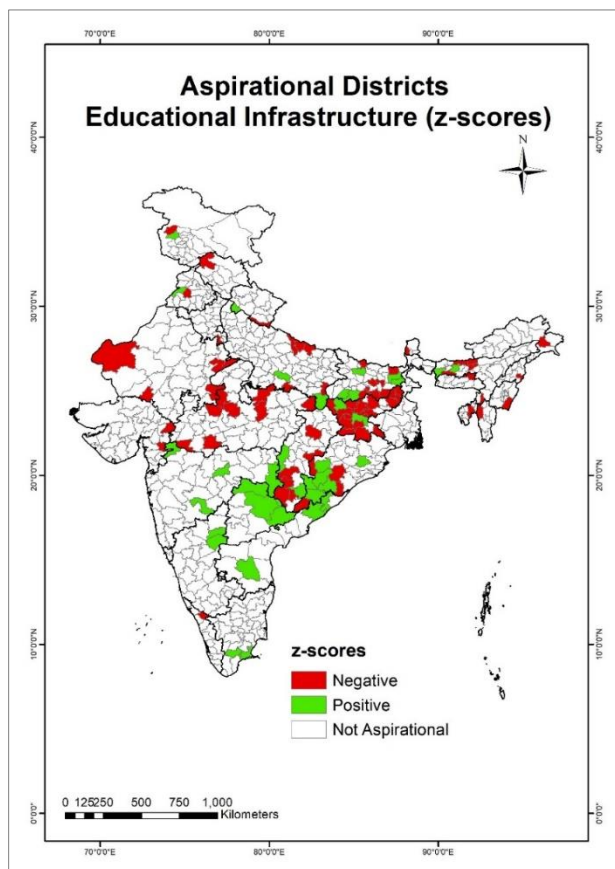 70°0'0"E 80°0'0"E 90°0'0"E
Aspirational Districts
Educational Infrastructure (z-scores)
N
40°0'0"N 40°0'0"N
30°0'0"N 30°0'0"N
20°0'0"N 20°0'0"N
10°0'0"N 10°0'0"N
z-scores
Negative
Positive
Not Aspirational
0 125250 500 750 1,000
Kilometers
0°0'0" 0°0'0"
70°0'0"E 80°0'0"E 90°0'0"E